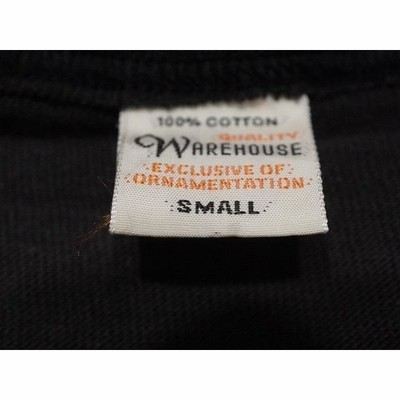 100% COTTON
QUALITY
WAREHOUSE
EXCLUSIVE OF
ORNAMENTATION
SMALL